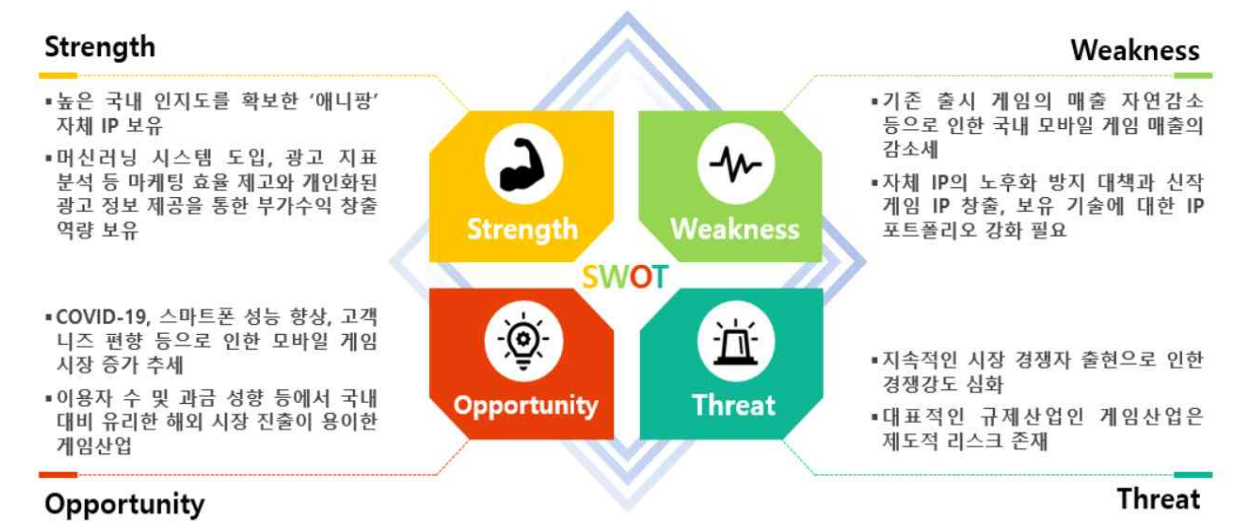 Strength
▪높은 국내 인지도를 확보한 ‘애니팡’
자체 IP 보유
▪머신러닝 시스템 도입, 광고 지표
분석 등 마케팅 효율 제고와 개인화된
광고 정보 제공을 통한 부가수익 창출
역량 보유
Weakness
▪기존 출시 게임의 매출 자연감소
등으로 인한 국내 모바일 게임 매출의
감소세
▪자체 IP의 노후화 방지 대책과 신작
게임 IP 창출, 보유 기술에 대한 IP
포트폴리오 강화 필요
Strength
Weakness
SWOT
Opportunity
Threat
▪COVID-19, 스마트폰 성능 향상, 고객
니즈 편향 등으로 인한 모바일 게임
시장 증가 추세
▪이용자 수 및 과금 성향 등에서 국내
대비 유리한 해외 시장 진출이 용이한
게임산업
Opportunity
▪지속적인 시장 경쟁자 출현으로 인한
경쟁강도 심화
▪대표적인 규제산업인 게임산업은
제도적 리스크 존재
Threat